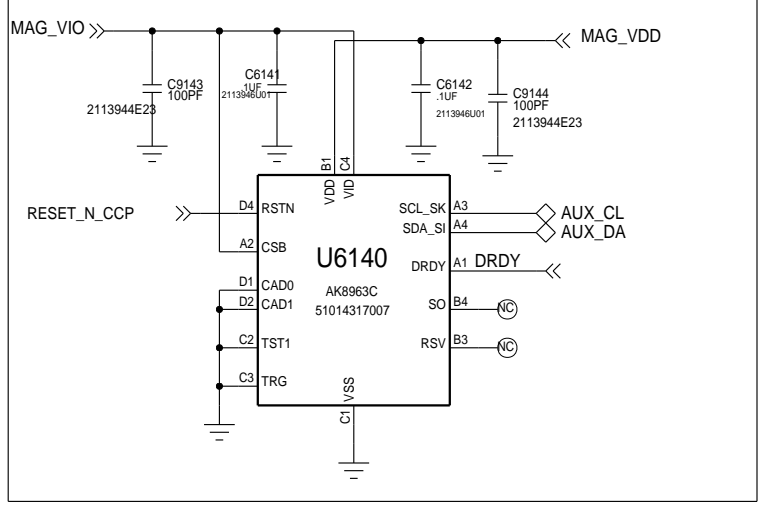 MAG_VIO
MAG_VDD
C9143
100PF
2113944E23
C6141
.1UF
2113946U01
C6142
.1UF
2113946U01
C9144
100PF
2113944E23
B1
C4
VDD
VID
RESET_N_CCP
D4
RSTN
SCL_SK
A3
AUX_CL
SDA_SI
A4
AUX_DA
A2
CSB
U6140
DRDY
A1
DRDY
D1
CAD0
AK8963C
D2
CAD1
51014317007
SO
B4
NC
C2
TST1
RSV
B3
NC
C3
TRG
VSS
C1